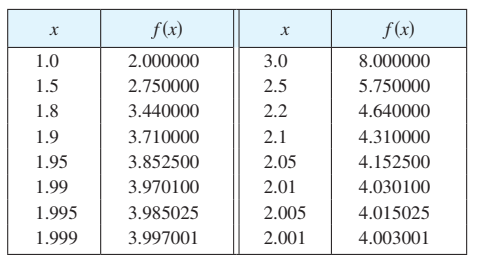 x f(x) x f(x)
1.0 2.000000 3.0 8.000000
1.5 2.750000 2.5 5.750000
1.8 3.440000 2.2 4.640000
1.9 3.710000 2.1 4.310000
1.95 3.852500 2.05 4.152500
1.99 3.970100 2.01 4.030100
1.995 3.985025 2.005 4.015025
1.999 3.997001 2.001 4.003001